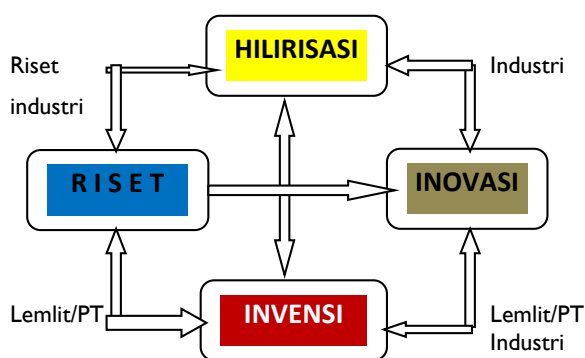 HILIRISASI
Riset
industri
Industri
R I S E T
INOVASI
Lemlit/PT
INVENSI
Lemlit/PT
Industri